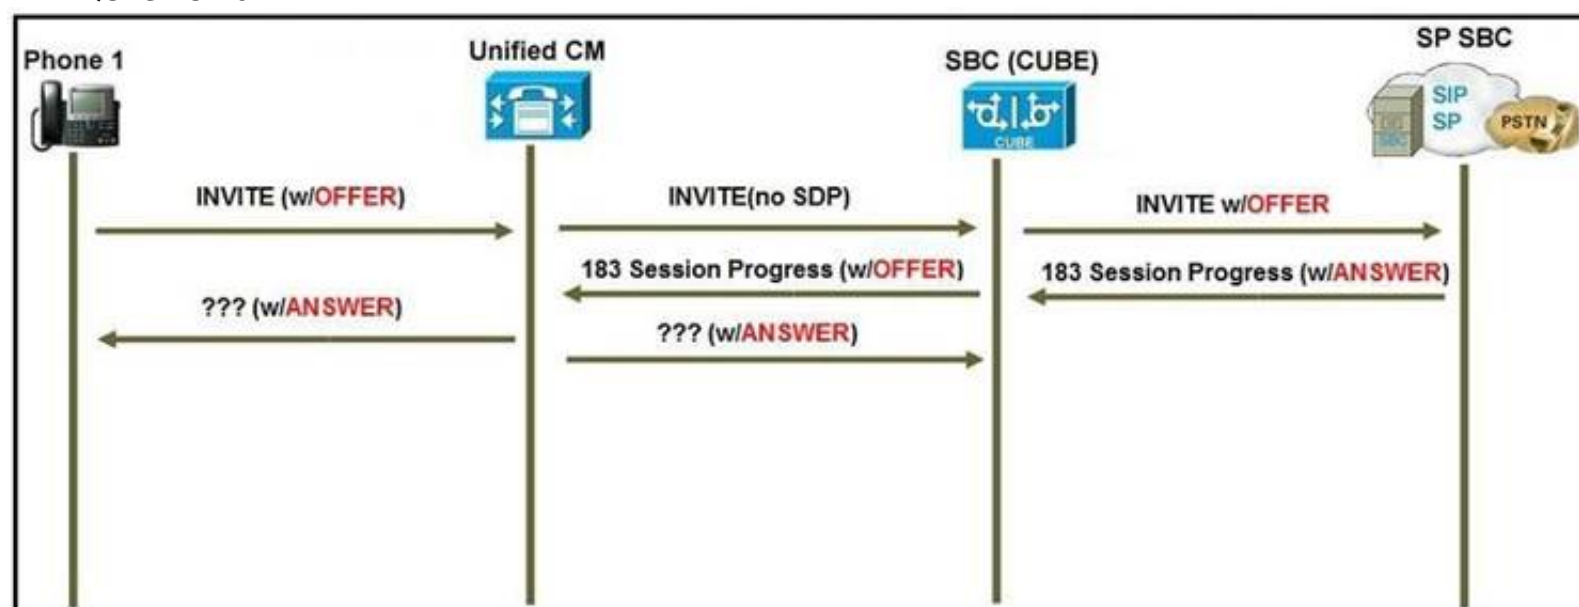 Phone 1
Unified CM
SBC (CUBE)
SP SBC
CUBE
SIP
SP
SBC
PSTN
INVITE (w/OFFER)
INVITE(no SDP)
INVITE w/OFFER
183 Session Progress (w/OFFER)
183 Session Progress (w/ANSWER)
??? (w/ANSWER)
??? (w/ANSWER)